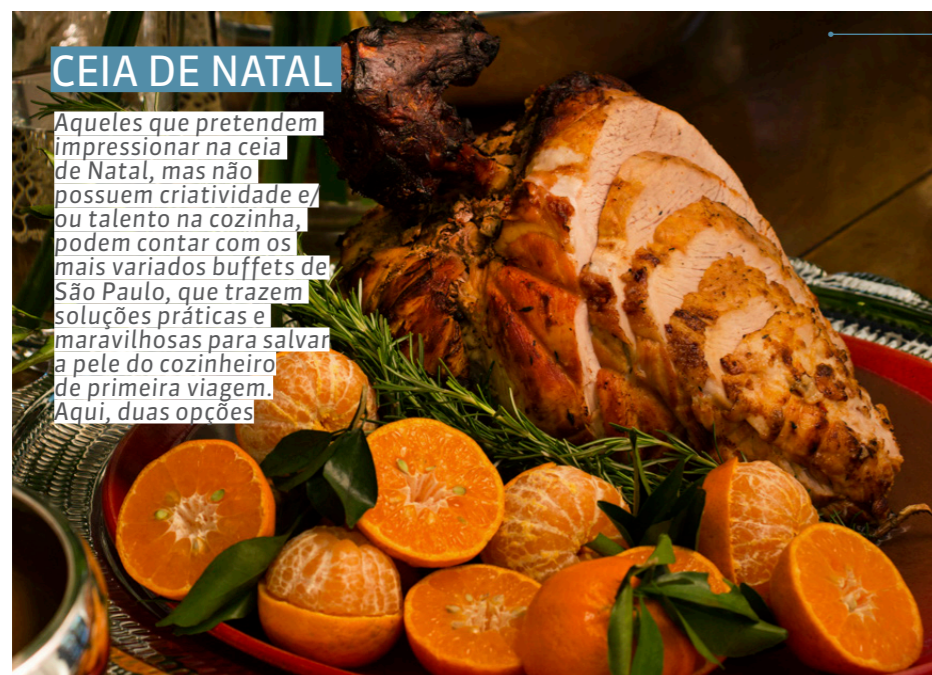 CEIA DE NATAL
Aqueles que pretendem
impressionar na ceia
de Natal, mas não
possuem criatividade e/
ou talento na cozinha,
podem contar com os
mais variados buffets de
São Paulo, que trazem
soluções práticas e
maravilhosas para salvar
a pele do cozinheiro
de primeira viagem.
Aqui, duas opções